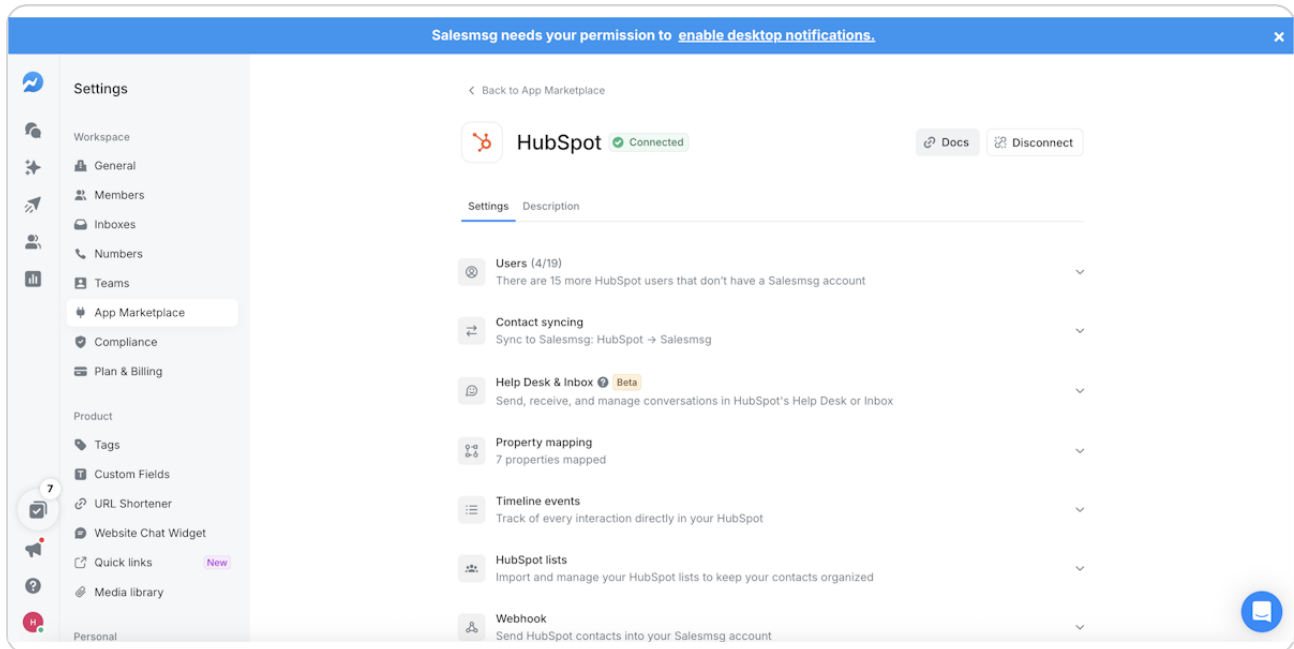 Salesmsg needs your permission to enable desktop notifications.
Settings
Workspace
General
Members
Inboxes
Numbers
Teams
App Marketplace
Compliance
Plan & Billing
Product
Tags
Custom Fields
URL Shortener
Website Chat Widget
Quick links New
Media library
Personal
7
H
Back to App Marketplace
HubSpot Connected
Docs
Disconnect
Settings Description
Users (4/19)
There are 15 more HubSpot users that don't have a Salesmsg account
Contact syncing
Sync to Salesmsg: HubSpot → Salesmsg
Help Desk & Inbox Beta
Send, receive, and manage conversations in HubSpot's Help Desk or Inbox
Property mapping
7 properties mapped
Timeline events
Track of every interaction directly in your HubSpot
HubSpot lists
Import and manage your HubSpot lists to keep your contacts organized
Webhook
Send HubSpot contacts into your Salesmsg account